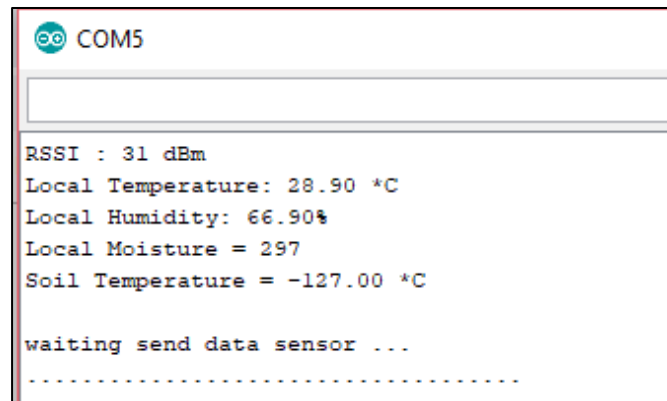 COM5
RSSI : 31 dBm
Local Temperature: 28.90 *C
Local Humidity: 66.90%
Local Moisture = 297
Soil Temperature = -127.00 *C
waiting send data sensor ...
....................................